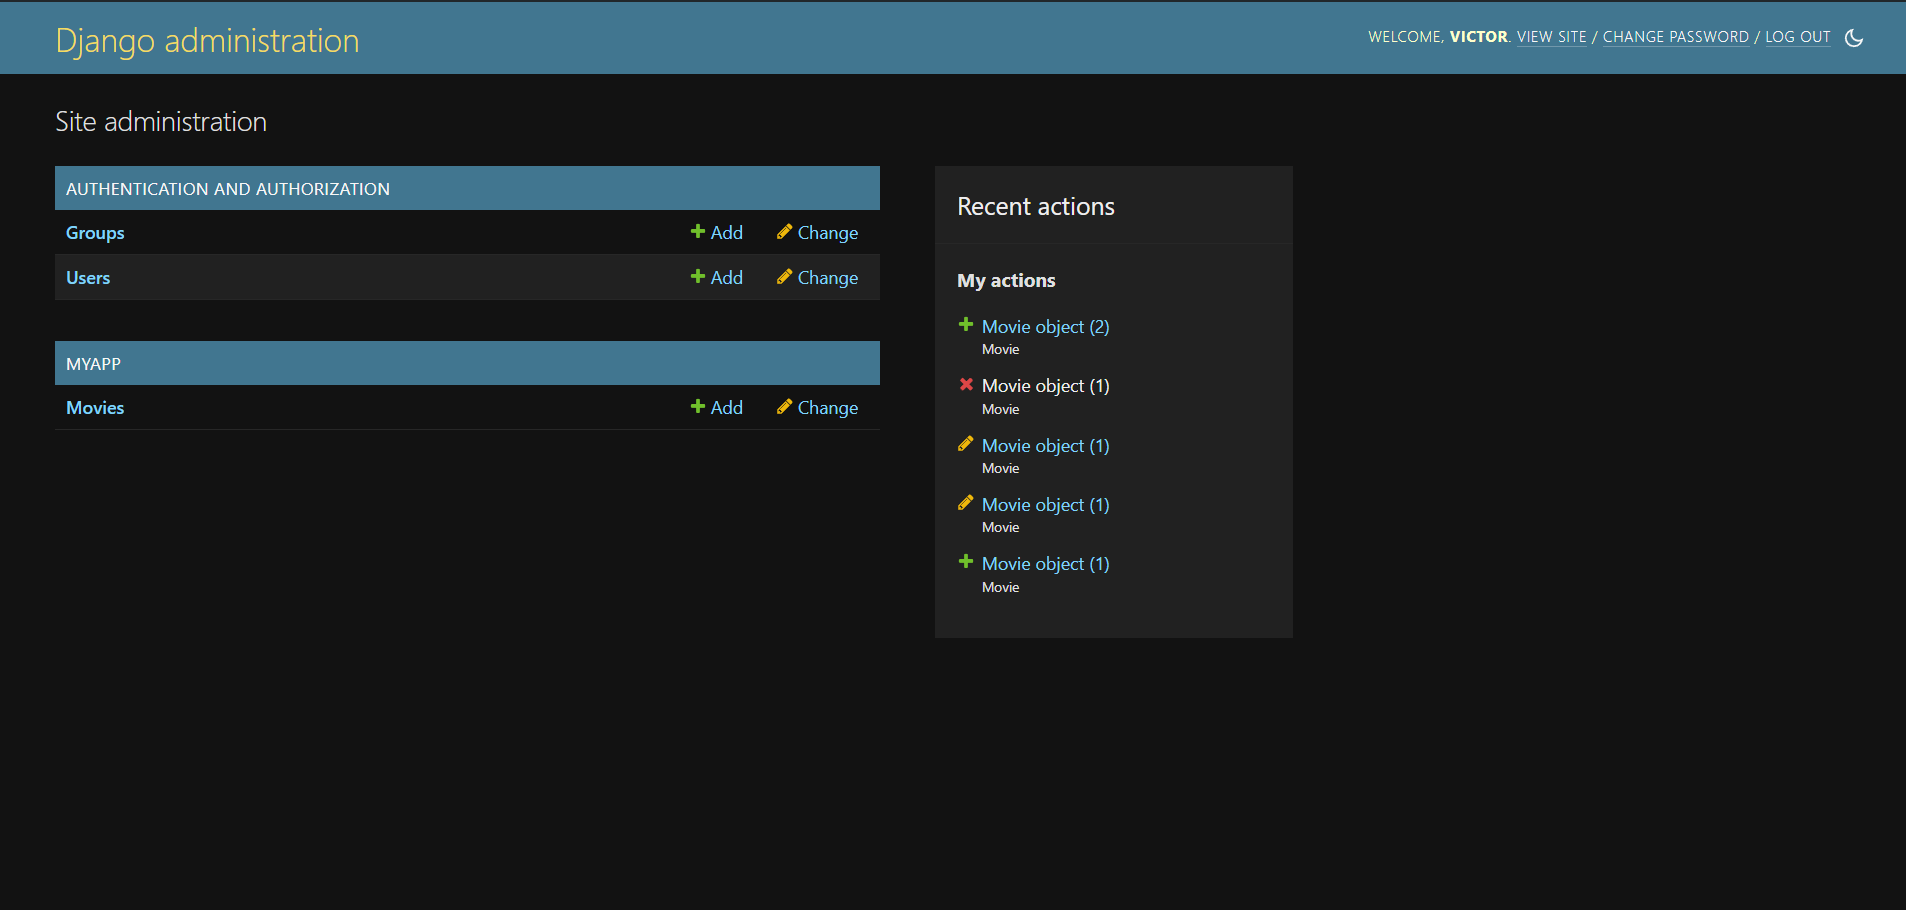 Django administration
WELCOME, VICTOR. VIEW SITE / CHANGE PASSWORD / LOG OUT
Site administration
AUTHENTICATION AND AUTHORIZATION
Groups Add Change
Users Add Change
MYAPP
Movies Add Change
Recent actions
My actions
Movie object (2)
Movie
Movie object (1)
Movie
Movie object (1)
Movie
Movie object (1)
Movie
Movie object (1)
Movie